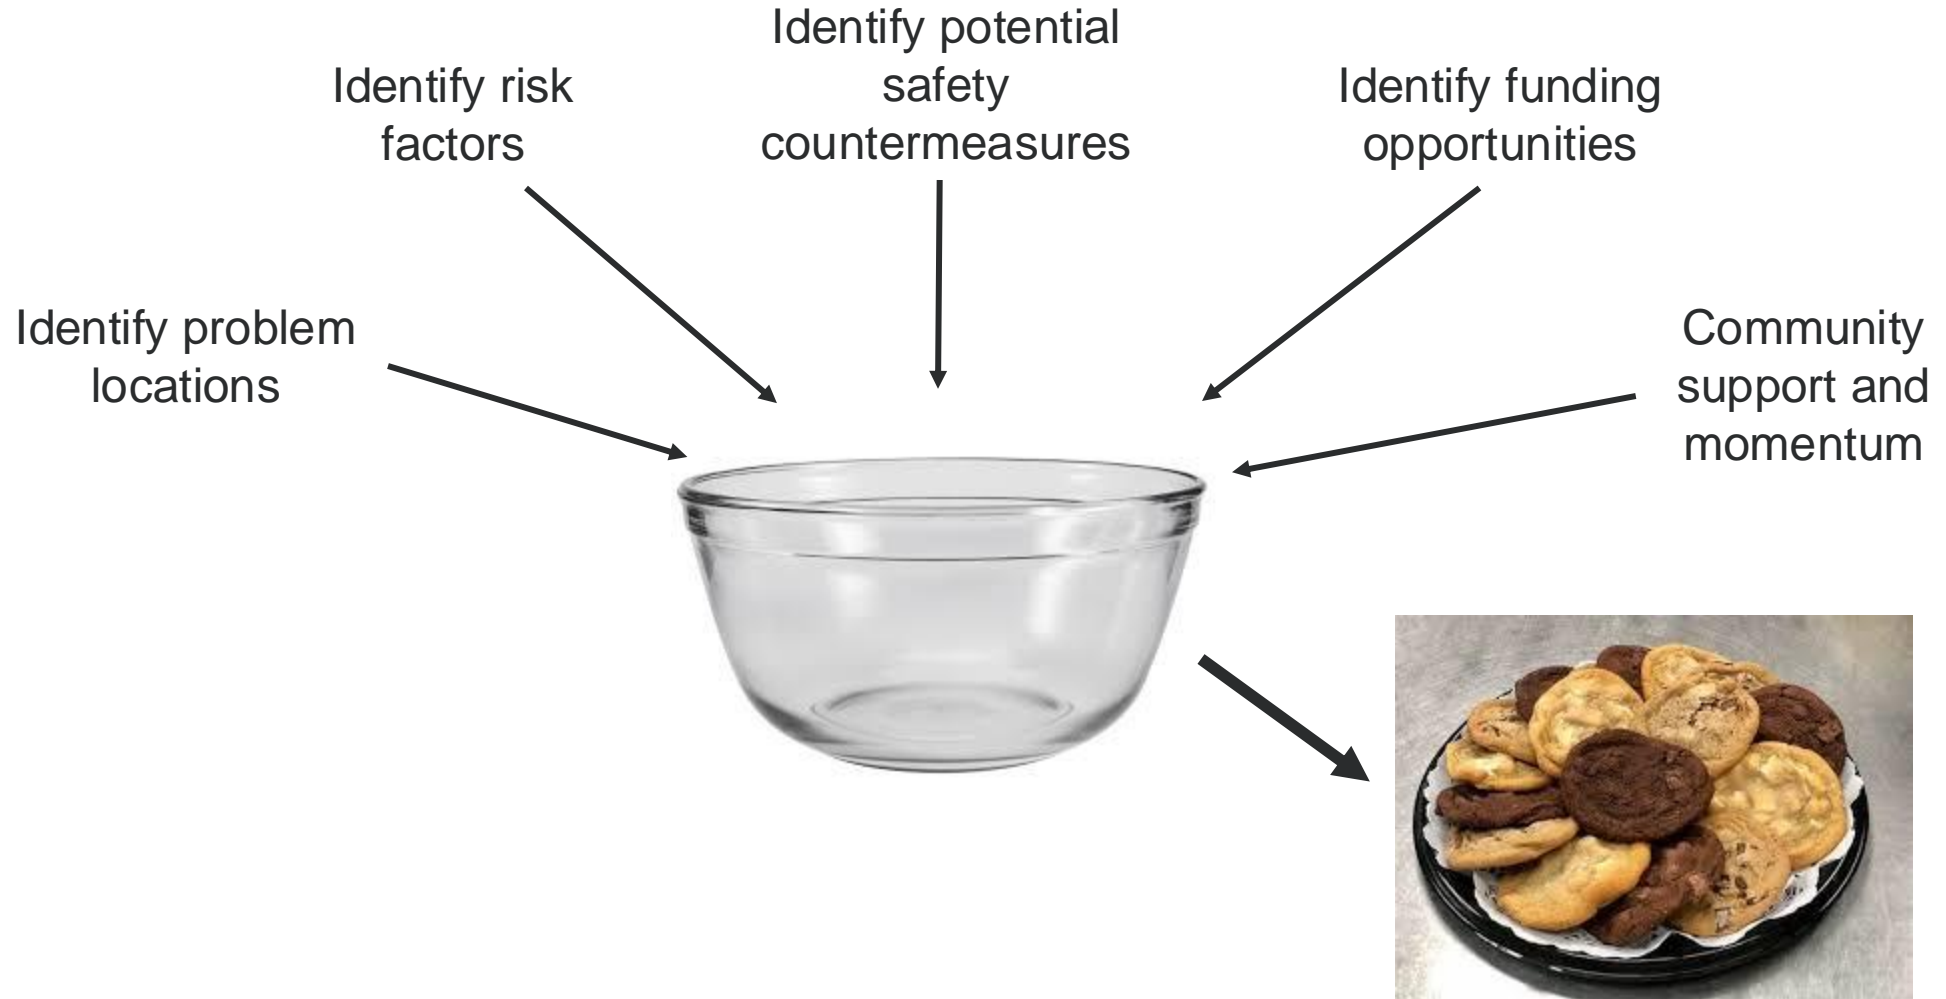 Identify potential
safety
countermeasures
Identify risk
factors
Identify funding
opportunities
Identify problem
locations
Community
support and
momentum